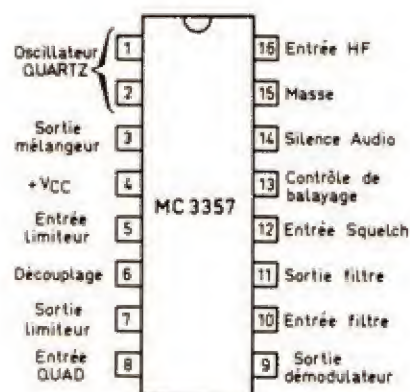 Oscillateur
QUARTZ
1
2
Sortie
mélangeur
3
+VCC
4
Entrée
limiteur
5
Découplage
6
Sortie
limiteur
7
Entrée
QUAD
8
MC 3357
16 Entrée HF
15 Masse
14 Silence Audio
13 Contrôle de
balayage
12 Entrée Squelch
11 Sortie filtre
10 Entrée filtre
9 Sortie
démodulateur